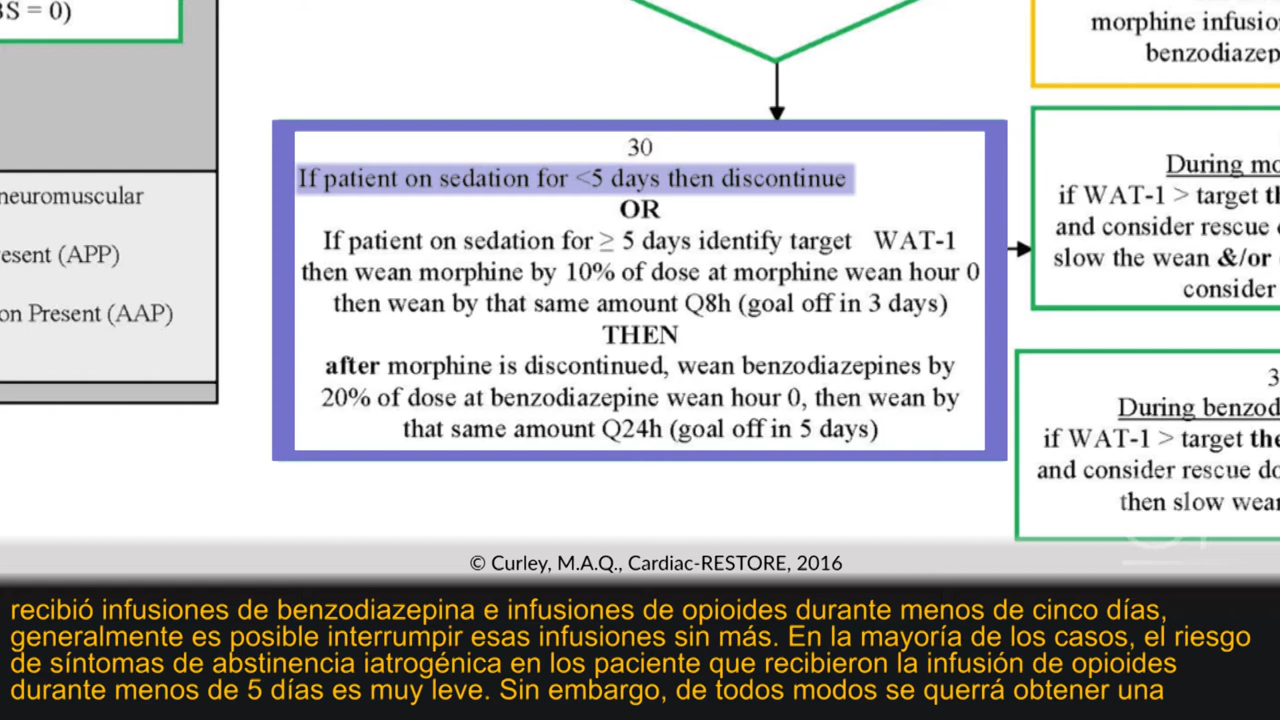 S = 0)
neuromuscular
esent (APP)
on Present (AAP)
30
If patient on sedation for <5 days then discontinue
OR
If patient on sedation for ≥ 5 days identify target WAT-1
then wean morphine by 10% of dose at morphine wean hour 0
then wean by that same amount Q8h (goal off in 3 days)
THEN
after morphine is discontinued, wean benzodiazepines by
20% of dose at benzodiazepine wean hour 0, then wean by
that same amount Q24h (goal off in 5 days)
morphine infusio
benzodiazep
During mo
if WAT-1 > target th
and consider rescue
slow the wean &/or
consider
3
During benzod
if WAT-1 > target the
and consider rescue do
then slow wear
© Curley, M.A.Q., Cardiac-RESTORE, 2016
recibió infusiones de benzodiazepina e infusiones de opioides durante menos de cinco días,
generalmente es posible interrumpir esas infusiones sin más. En la mayoría de los casos, el riesgo
de síntomas de abstinencia iatrogénica en los paciente que recibieron la infusión de opioides
durante menos de 5 días es muy leve. Sin embargo, de todos modos se querrá obtener una